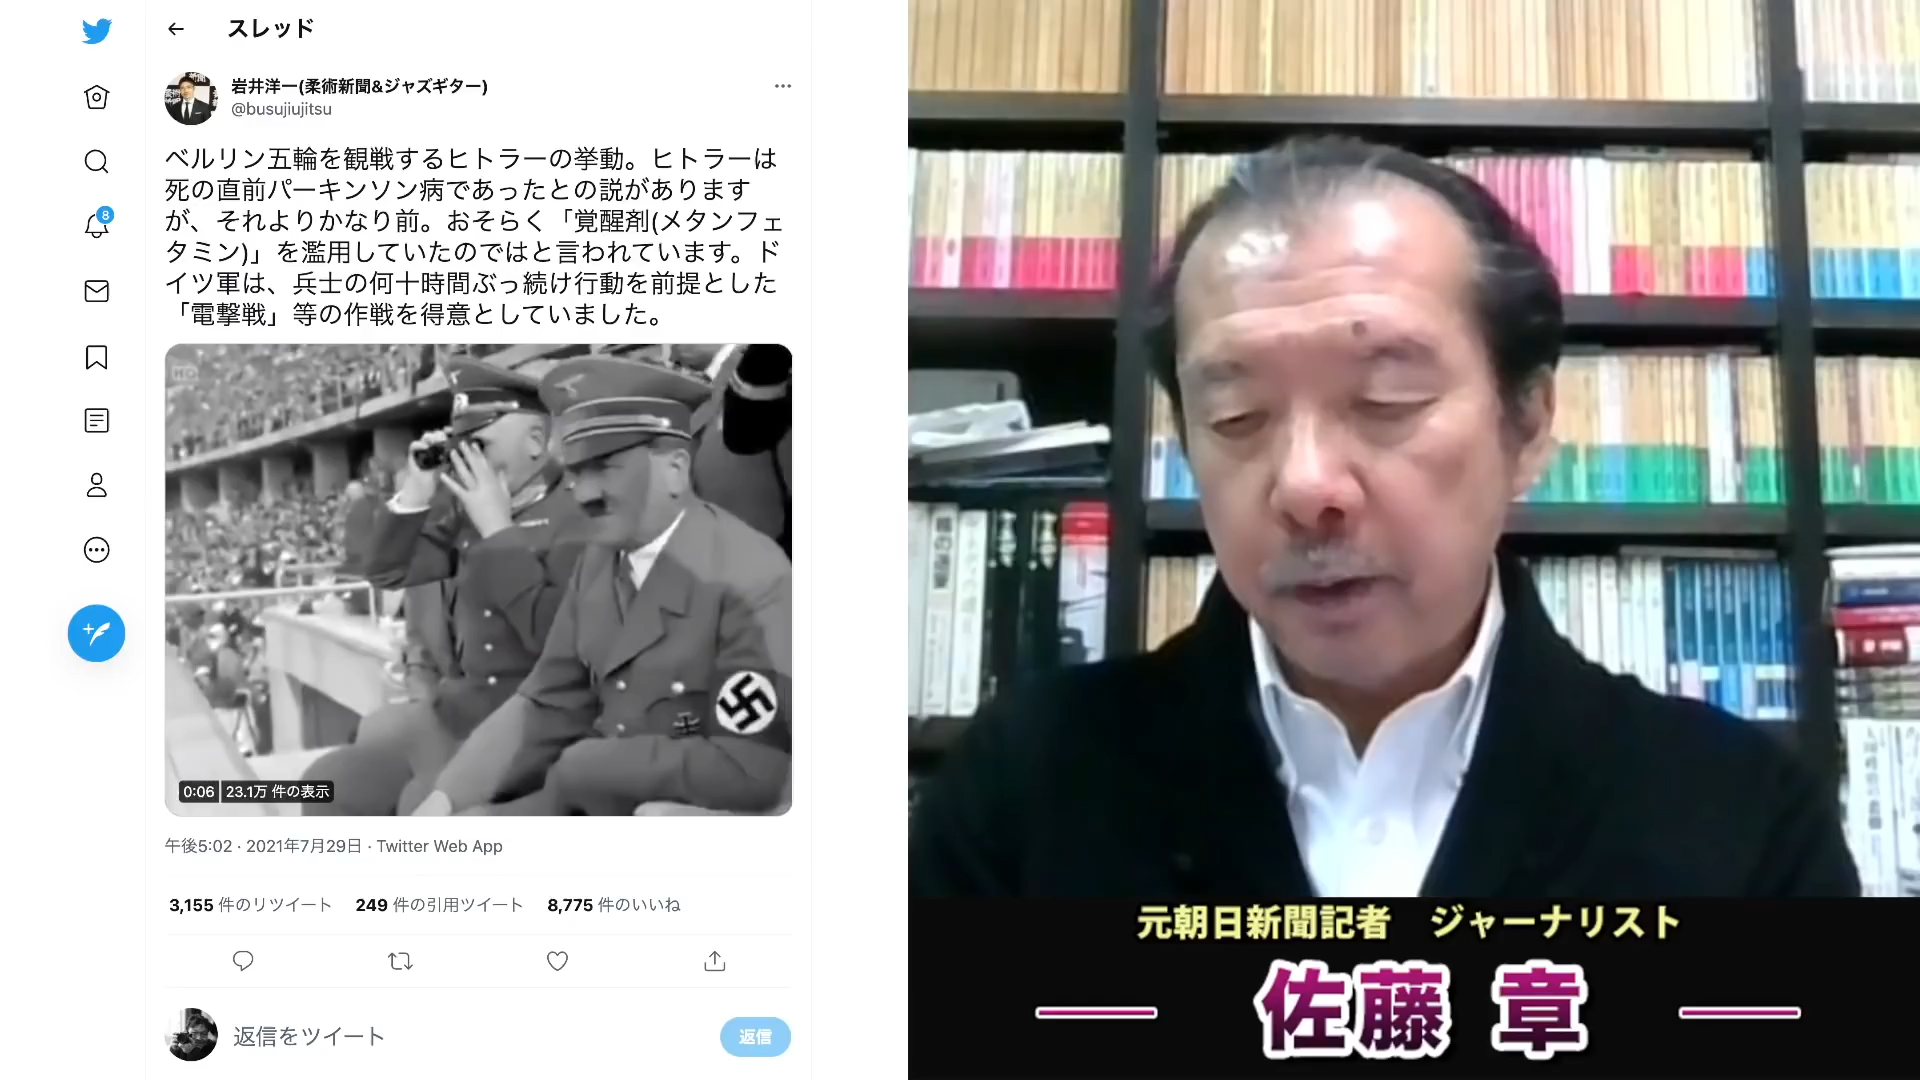 スレッド
岩井洋一(柔術新聞&ジャズギター)
@busujiujitsu
8
ベルリン五輪を観戦するヒトラーの挙動。ヒトラーは
死の直前パーキンソン病であったとの説があります
が、それよりかなり前。おそらく「覚醒剤(メタンフェ
タミン)」を濫用していたのではと言われています。ド
イツ軍は、兵士の何十時間ぶっ続け行動を前提とした
「電撃戦」等の作戦を得意としていました。
HD
0:06 23.1万 件の表示
午後5:02 · 2021年7月29日 · Twitter Web App
3,155 件のリツイート 249 件の引用ツイート 8,775 件のいいね
返信をツイート
返信
元朝日新聞記者 ジャーナリスト
佐藤 章